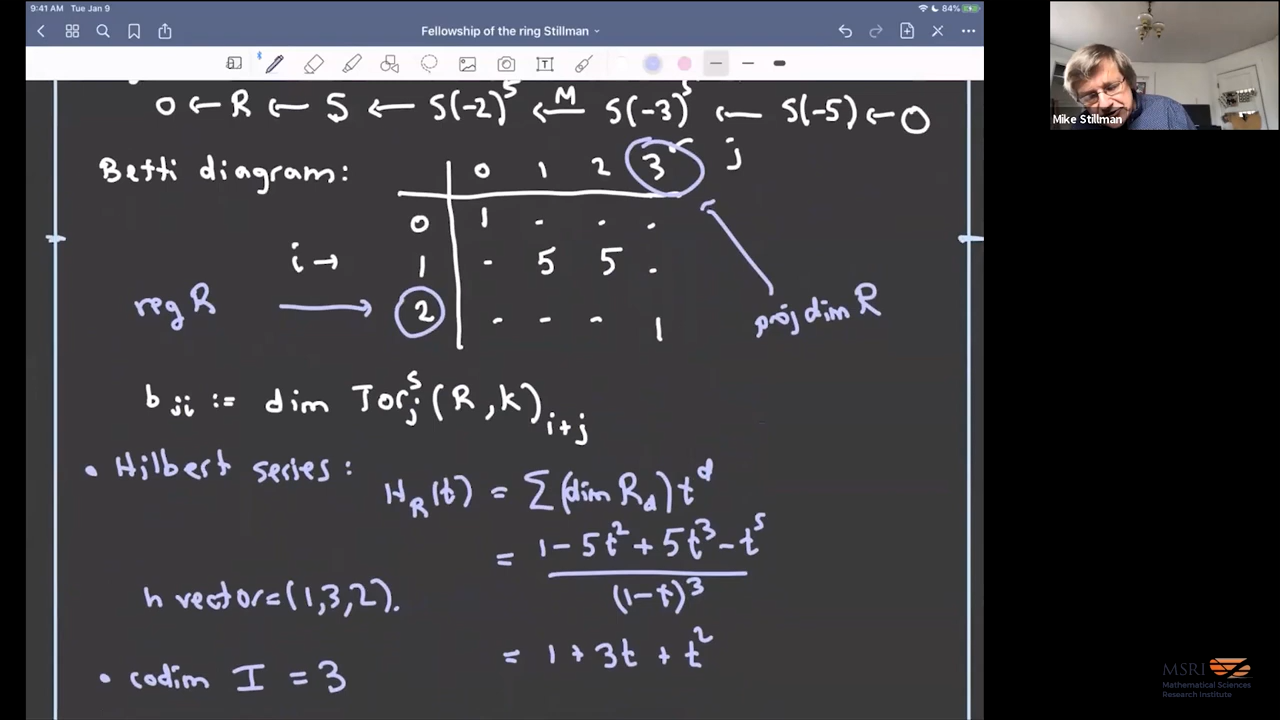 9:41 AM Tue Jan 9
84%
Fellowship of the ring Stillman
Mike Stillman
0 ← R ← S ← S(-2)^5 ←M S(-3)^5 ← S(-5) ← 0
Betti diagram:
0 1 2 3 j
0 1 . . .
i → 1 - 5 5 .
reg R → 2 - - - 1
proj dim R
b_ji := dim Tor_j^S (R, k)_i+j
• Hilbert series: H_R(t) = Σ (dim R_d) t^d
= 1 - 5t^2 + 5t^3 - t^5 / (1-t)^3
h vector = (1,3,2).
= 1 + 3t + t^2
• codim I = 3
MSRI
Mathematical Sciences
Research Institute